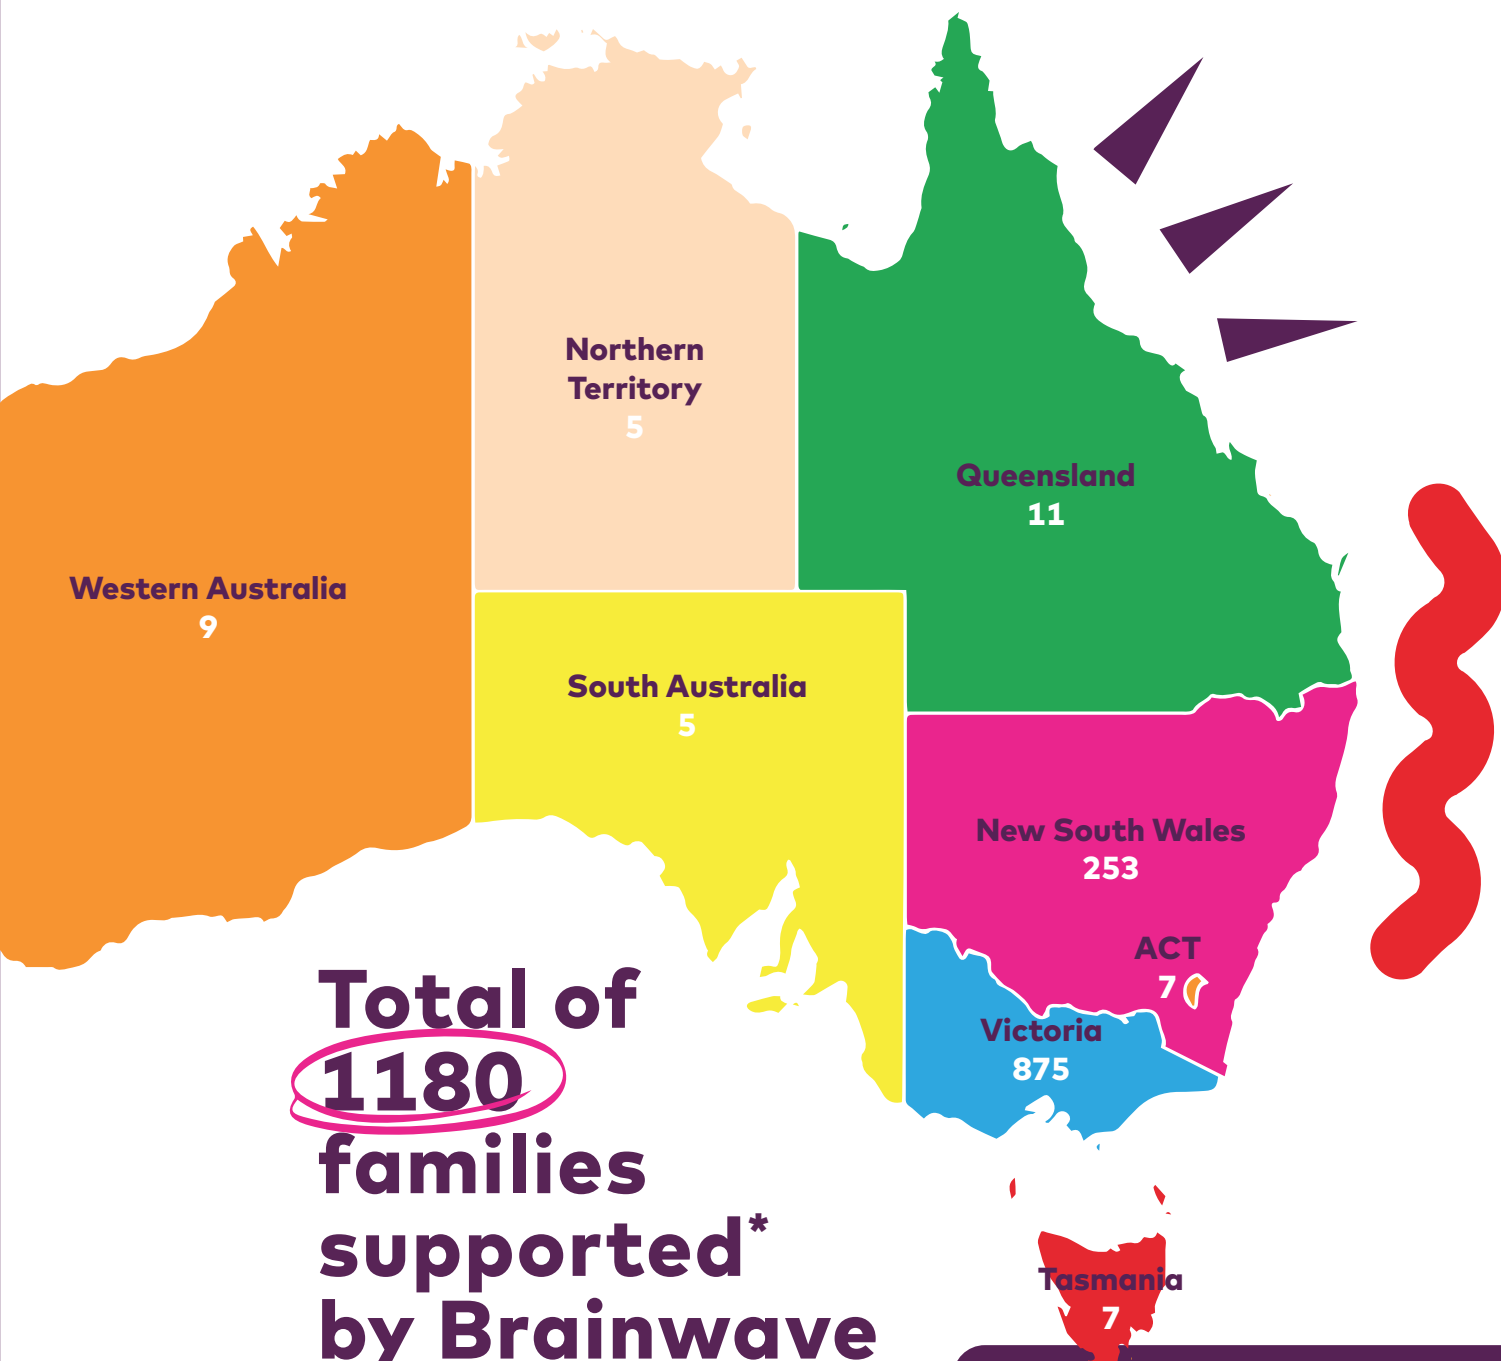 Northern
Territory
5
Queensland
11
Western Australia
9
South Australia
5
New South Wales
253
ACT
7
Victoria
875
Tasmania
7
Total of
1180
families
supported*
by Brainwave